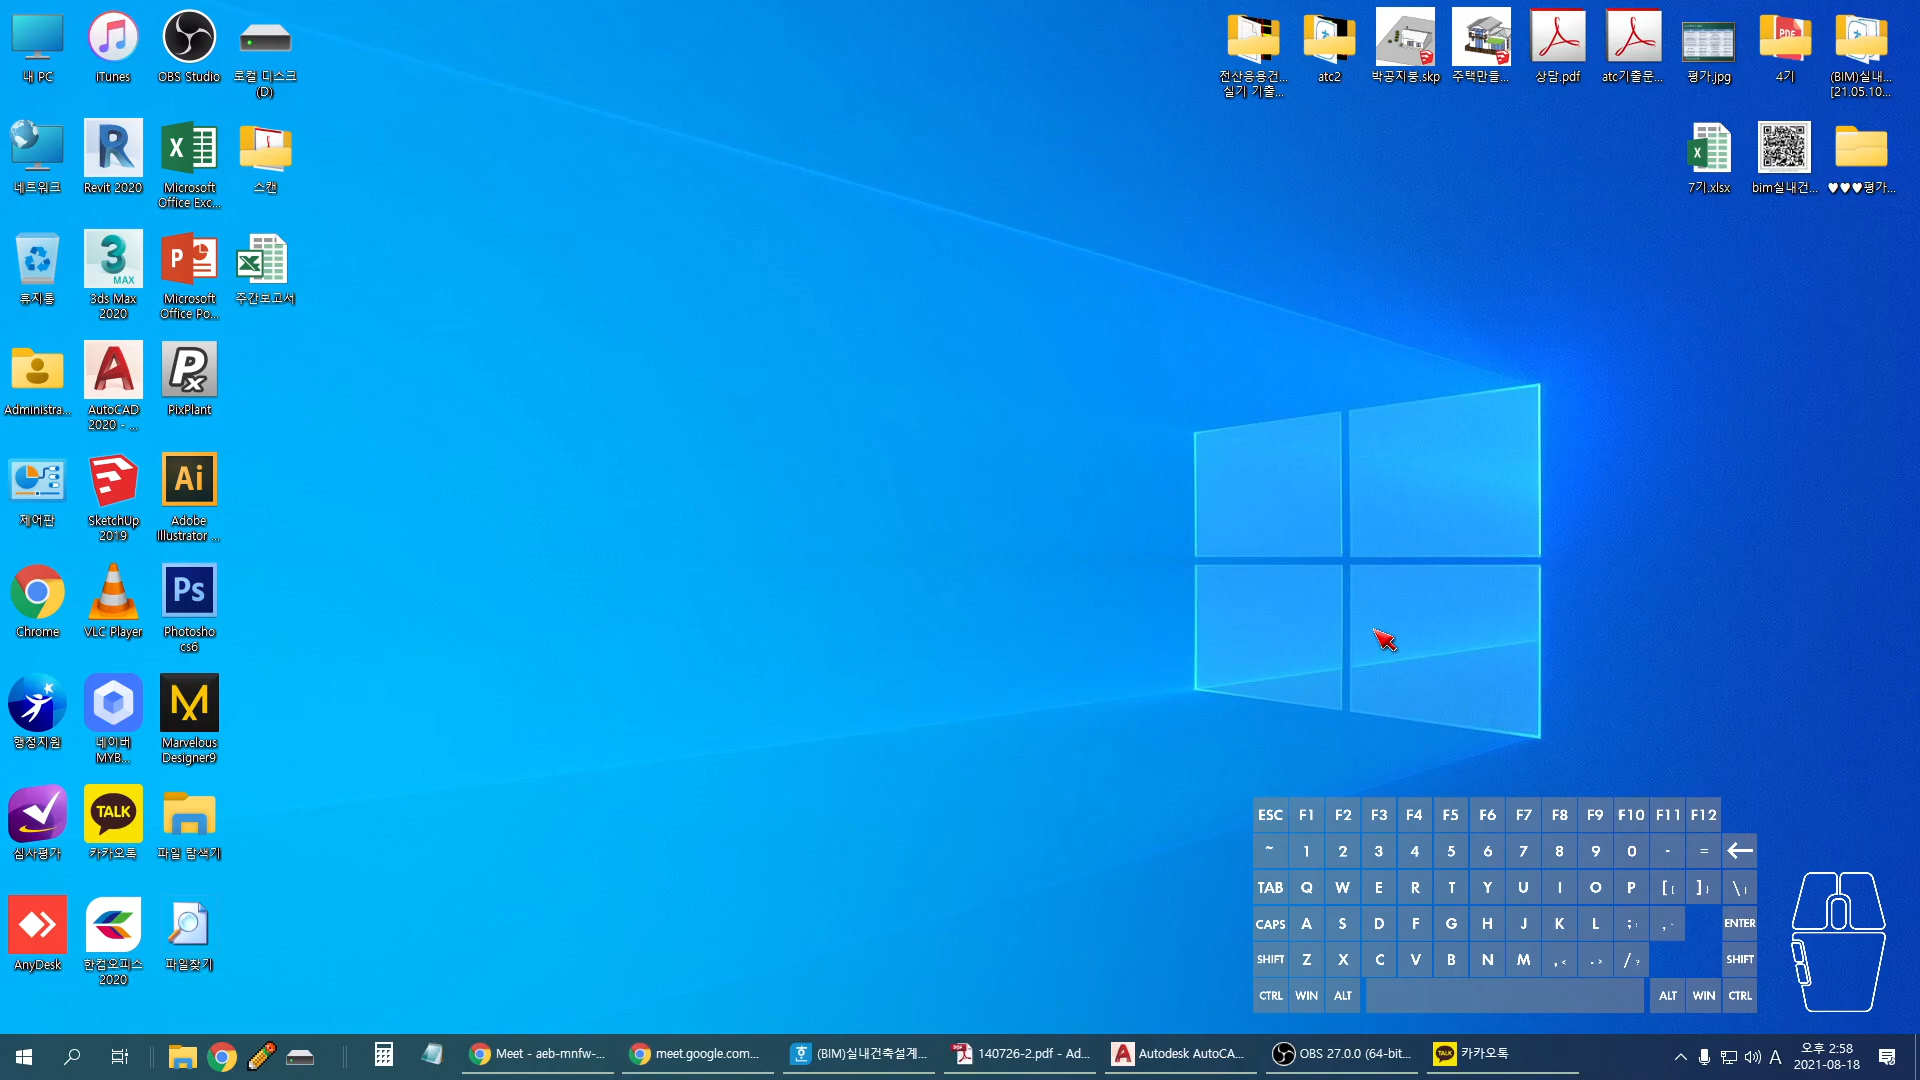 내 PC
iTunes
OBS Studio
로컬 디스크
(D)
전산응용건...
실기 기출...
atc2
박공지붕.skp
주택만들...
상담.pdf
atc기출문...
평가.jpg
4기
(BIM)실내...
[21.05.10...
네트워크
Revit 2020
Microsoft
Office Exc...
스캔
7기.xlsx
bim실내건...
♥♥♥평가...
휴지통
3ds Max
2020
Microsoft
Office Po...
주간보고서
Administra...
AutoCAD
2020 - ...
PixPlant
제어판
SketchUp
2019
Adobe
Illustrator ...
Chrome
VLC Player
Photosho
cs6
행정지원
네이버
MYB...
Marvelous
Designer9
심사평가
카카오톡
파일 탐색기
AnyDesk
한컴오피스
2020
파일찾기
3
MAX
Ai
Ps
TALK
PDF
ESC F1 F2 F3 F4 F5 F6 F7 F8 F9 F10 F11 F12
~ 1 2 3 4 5 6 7 8 9 0 - = ←
TAB Q W E R T Y U I O P [ ] \
CAPS A S D F G H J K L ; ENTER
SHIFT Z X C V B N M , < . > / ? SHIFT
CTRL WIN ALT ALT WIN CTRL
Meet - aeb-mnfw-...
meet.google.com...
(BIM)실내건축설계...
140726-2.pdf - Ad...
Autodesk AutoCA...
OBS 27.0.0 (64-bit...
카카오톡
A
오후 2:58
2021-08-18